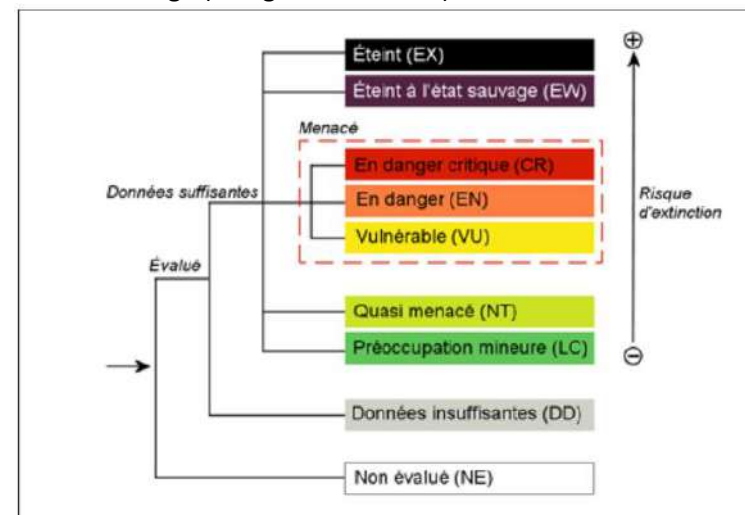 Éteint (EX)
Éteint à l'état sauvage (EW)
Menacé
En danger critique (CR)
Données suffisantes
En danger (EN)
Risque
d'extinction
Vulnérable (VU)
Évalué
Quasi menacé (NT)
Préoccupation mineure (LC)
Données insuffisantes (DD)
Non évalué (NE)